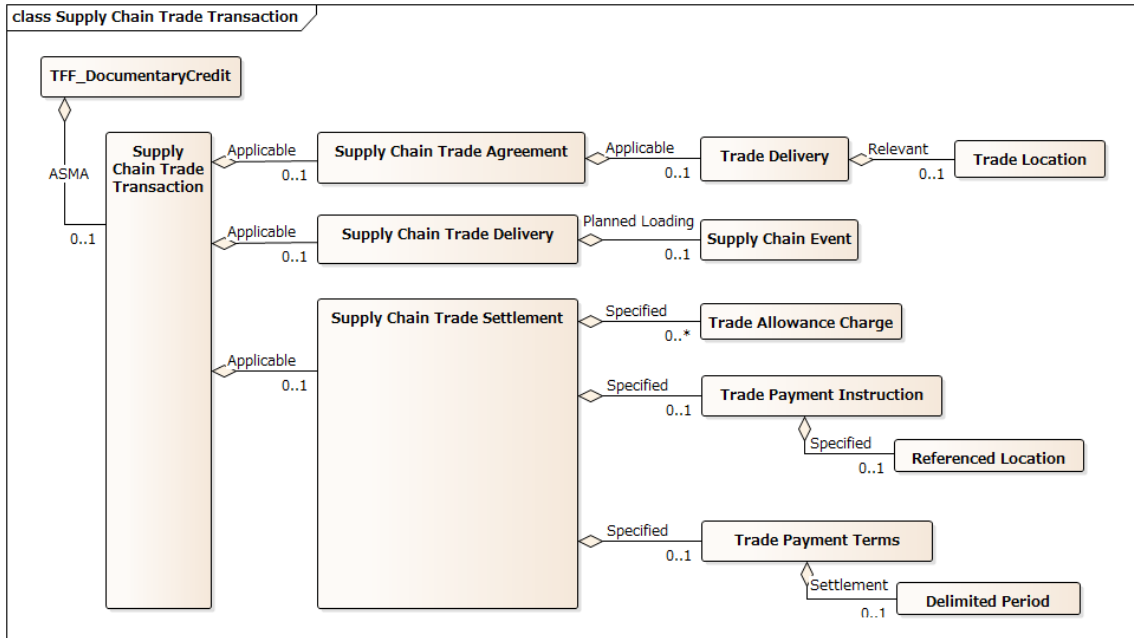 class Supply Chain Trade Transaction
TFF_DocumentaryCredit
ASMA
0..1
Supply
Chain Trade
Transaction
Applicable
0..1
Supply Chain Trade Agreement
Applicable
0..1
Trade Delivery
Relevant
0..1
Trade Location
Applicable
0..1
Supply Chain Trade Delivery
Planned Loading
0..1
Supply Chain Event
Applicable
0..1
Supply Chain Trade Settlement
Specified
0..*
Trade Allowance Charge
Specified
0..1
Trade Payment Instruction
Specified
0..1
Referenced Location
Specified
0..1
Trade Payment Terms
Settlement
0..1
Delimited Period